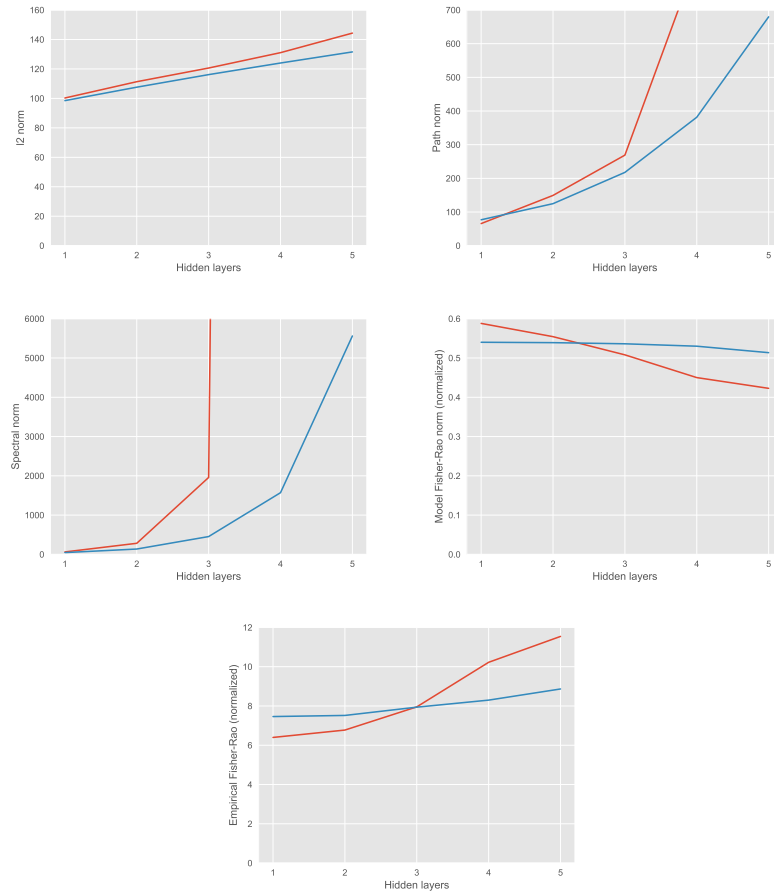 160
140
120
100
80
60
40
20
0
l2 norm
1 2 3 4 5
Hidden layers
700
600
500
400
300
200
100
0
Path norm
1 2 3 4 5
Hidden layers
6000
5000
4000
3000
2000
1000
0
Spectral norm
1 2 3 4 5
Hidden layers
0.6
0.5
0.4
0.3
0.2
0.1
0.0
Model Fisher-Rao norm (normalized)
1 2 3 4 5
Hidden layers
12
10
8
6
4
2
0
Empirical Fisher-Rao (normalized)
1 2 3 4 5
Hidden layers